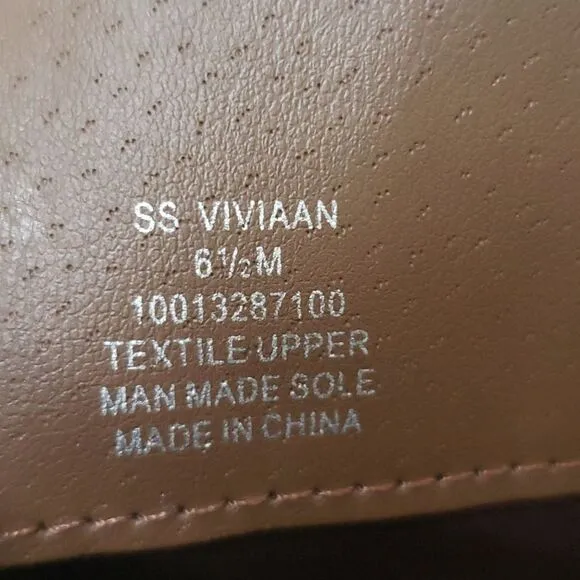 SS VIVIAAN
6½M
10013287100
TEXTILE UPPER
MAN MADE SOLE
MADE IN CHINA